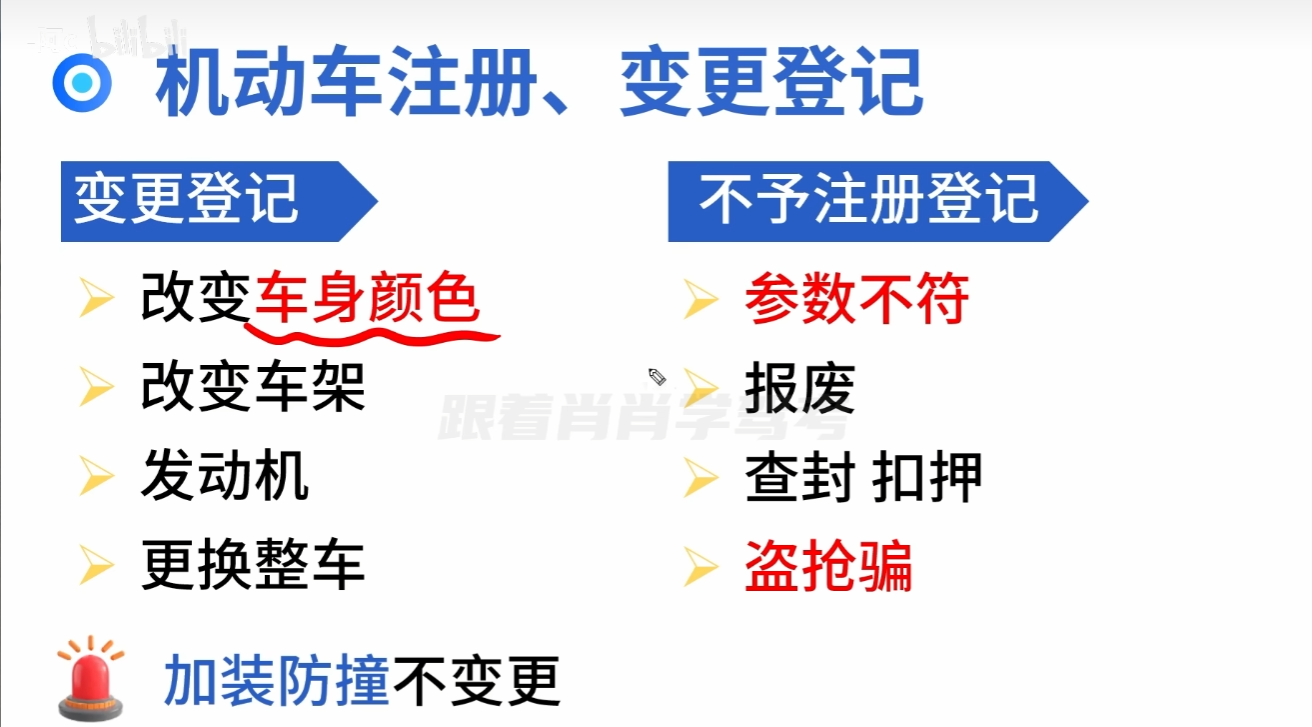 bilibili
机动车注册、变更登记
变更登记
改变车身颜色
改变车架
发动机
更换整车
加装防撞不变更
不予注册登记
参数不符
报废
查封 扣押
盗抢骗
跟着肖肖学驾考